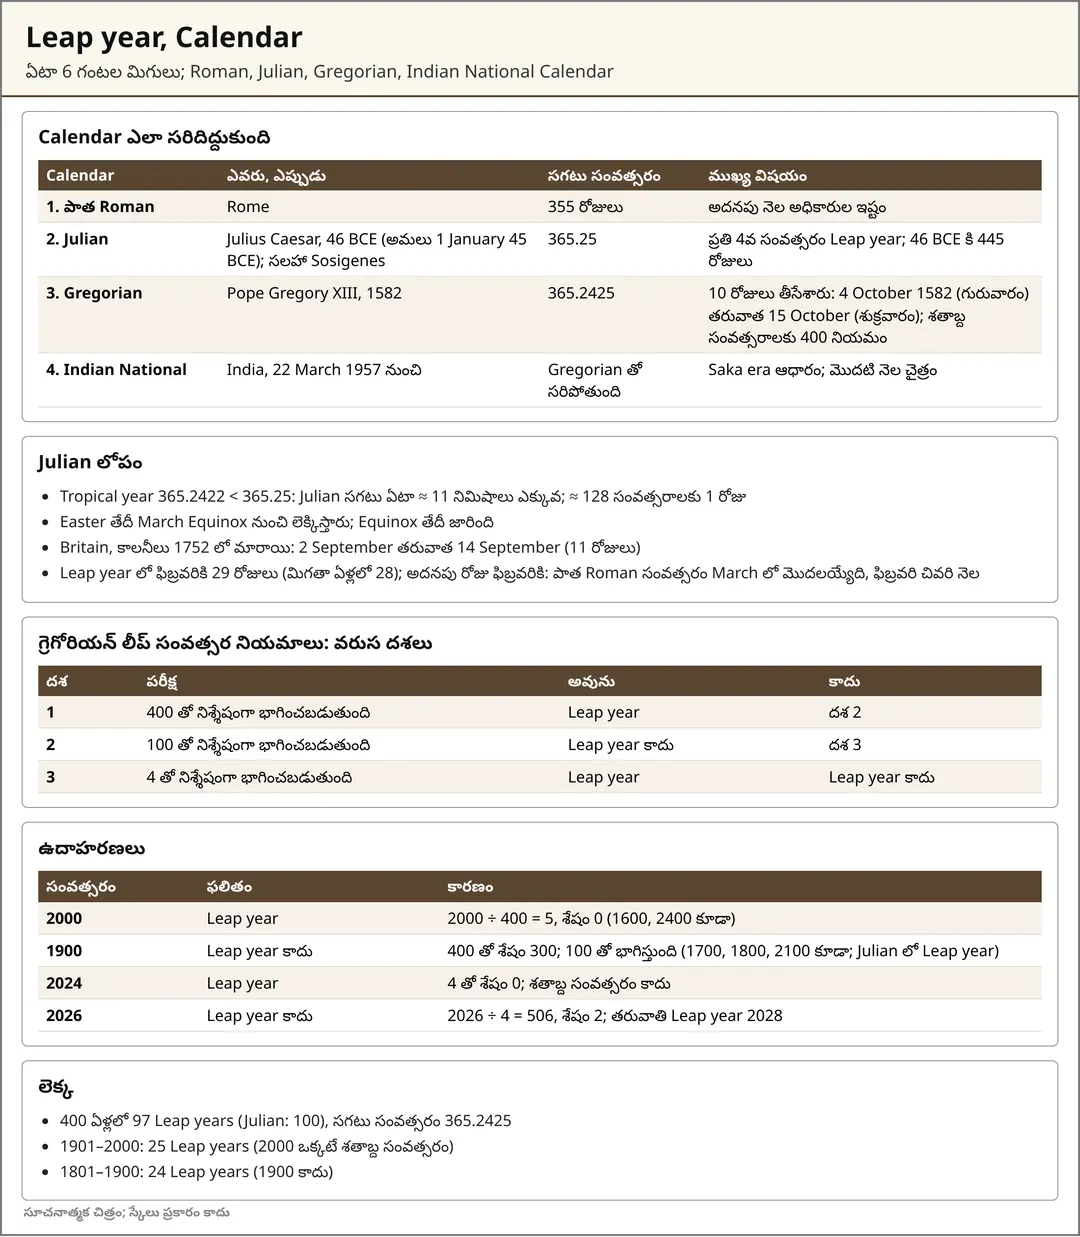 Leap year, Calendar
ఏటా 6 గంటల మిగులు; Roman, Julian, Gregorian, Indian National Calendar
Calendar ఎలా సరిదిద్దుకుంది
Calendar ఎవరు, ఎప్పుడు సగటు సంవత్సరం ముఖ్య విషయం
1. పాత Roman Rome 355 రోజులు అదనపు నెల అధికారుల ఇష్టం
2. Julian Julius Caesar, 46 BCE (అమలు 1 January 45 365.25 ప్రతి 4వ సంవత్సరం Leap year; 46 BCE కి 445
BCE); సలహా Sosigenes రోజులు
3. Gregorian Pope Gregory XIII, 1582 365.2425 10 రోజులు తీసేశారు: 4 October 1582 (గురువారం)
తరువాత 15 October (శుక్రవారం); శతాబ్ద
సంవత్సరాలకు 400 నియమం
4. Indian National India, 22 March 1957 నుంచి Gregorian తో Saka era ఆధారం; మొదటి నెల చైత్రం
సరిపోతుంది
Julian లోపం
• Tropical year 365.2422 < 365.25: Julian సగటు ఏటా ≈ 11 నిమిషాలు ఎక్కువ; ≈ 128 సంవత్సరాలకు 1 రోజు
• Easter తేదీ March Equinox నుంచి లెక్కిస్తారు; Equinox తేదీ జారింది
• Britain, కాలనీలు 1752 లో మారాయి: 2 September తరువాత 14 September (11 రోజులు)
• Leap year లో ఫిబ్రవరికి 29 రోజులు (మిగతా ఏళ్లలో 28); అదనపు రోజు ఫిబ్రవరికి: పాత Roman సంవత్సరం March లో మొదలయ్యేది, ఫిబ్రవరి చివరి నెల
గ్రెగోరియన్ లీప్ సంవత్సర నియమాలు: వరుస దశలు
దశ పరీక్ష అవును కాదు
1 400 తో నిశ్శేషంగా భాగించబడుతుంది Leap year దశ 2
2 100 తో నిశ్శేషంగా భాగించబడుతుంది Leap year కాదు దశ 3
3 4 తో నిశ్శేషంగా భాగించబడుతుంది Leap year Leap year కాదు
ఉదాహరణలు
సంవత్సరం ఫలితం కారణం
2000 Leap year 2000 ÷ 400 = 5, శేషం 0 (1600, 2400 కూడా)
1900 Leap year కాదు 400 తో శేషం 300; 100 తో భాగిస్తుంది (1700, 1800, 2100 కూడా; Julian లో Leap year)
2024 Leap year 4 తో శేషం 0; శతాబ్ద సంవత్సరం కాదు
2026 Leap year కాదు 2026 ÷ 4 = 506, శేషం 2; తరువాతి Leap year 2028
లెక్క
• 400 ఏళ్లలో 97 Leap years (Julian: 100), సగటు సంవత్సరం 365.2425
• 1901–2000: 25 Leap years (2000 ఒక్కటే శతాబ్ద సంవత్సరం)
• 1801–1900: 24 Leap years (1900 కాదు)
సూచనాత్మక చిత్రం; స్కేలు ప్రకారం కాదు